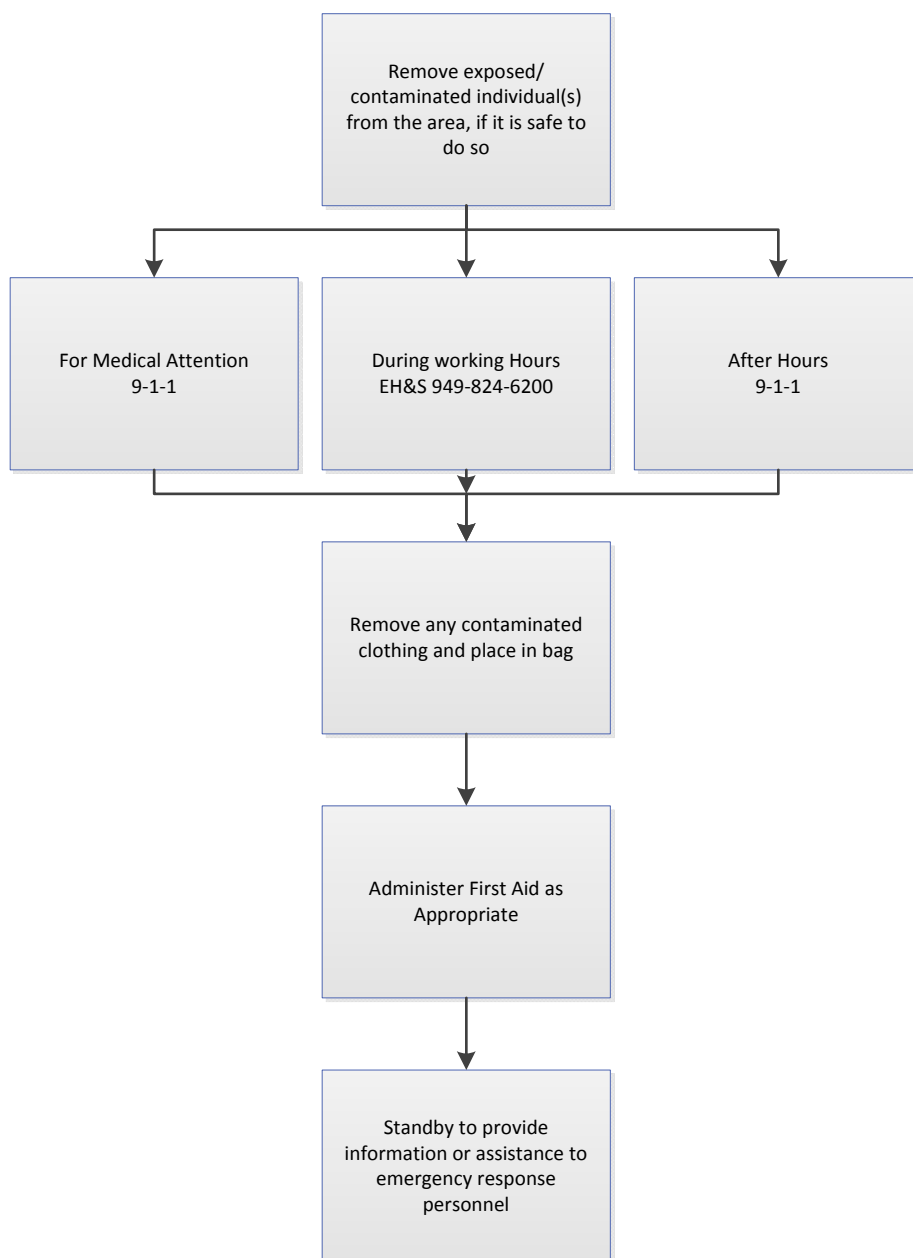 Remove exposed/
contaminated individual(s)
from the area, if it is safe to
do so
For Medical Attention
9-1-1
During working Hours
EH&S 949-824-6200
After Hours
9-1-1
Remove any contaminated
clothing and place in bag
Administer First Aid as
Appropriate
Standby to provide
information or assistance to
emergency response
personnel